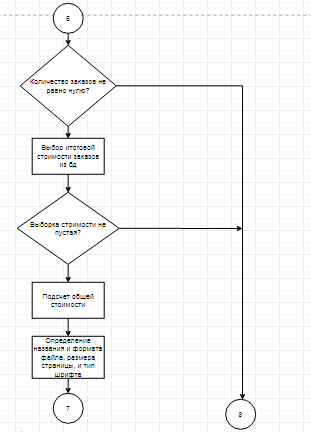 6
Количество заказов не
равно нулю?
Выбор итоговой
стоимости заказов
из бд
Выборка стоимости не
пустая?
Подсчет общей
стоимости
Определение
названия и формата
файла, размера
страницы, и тип
шрифта
7
8